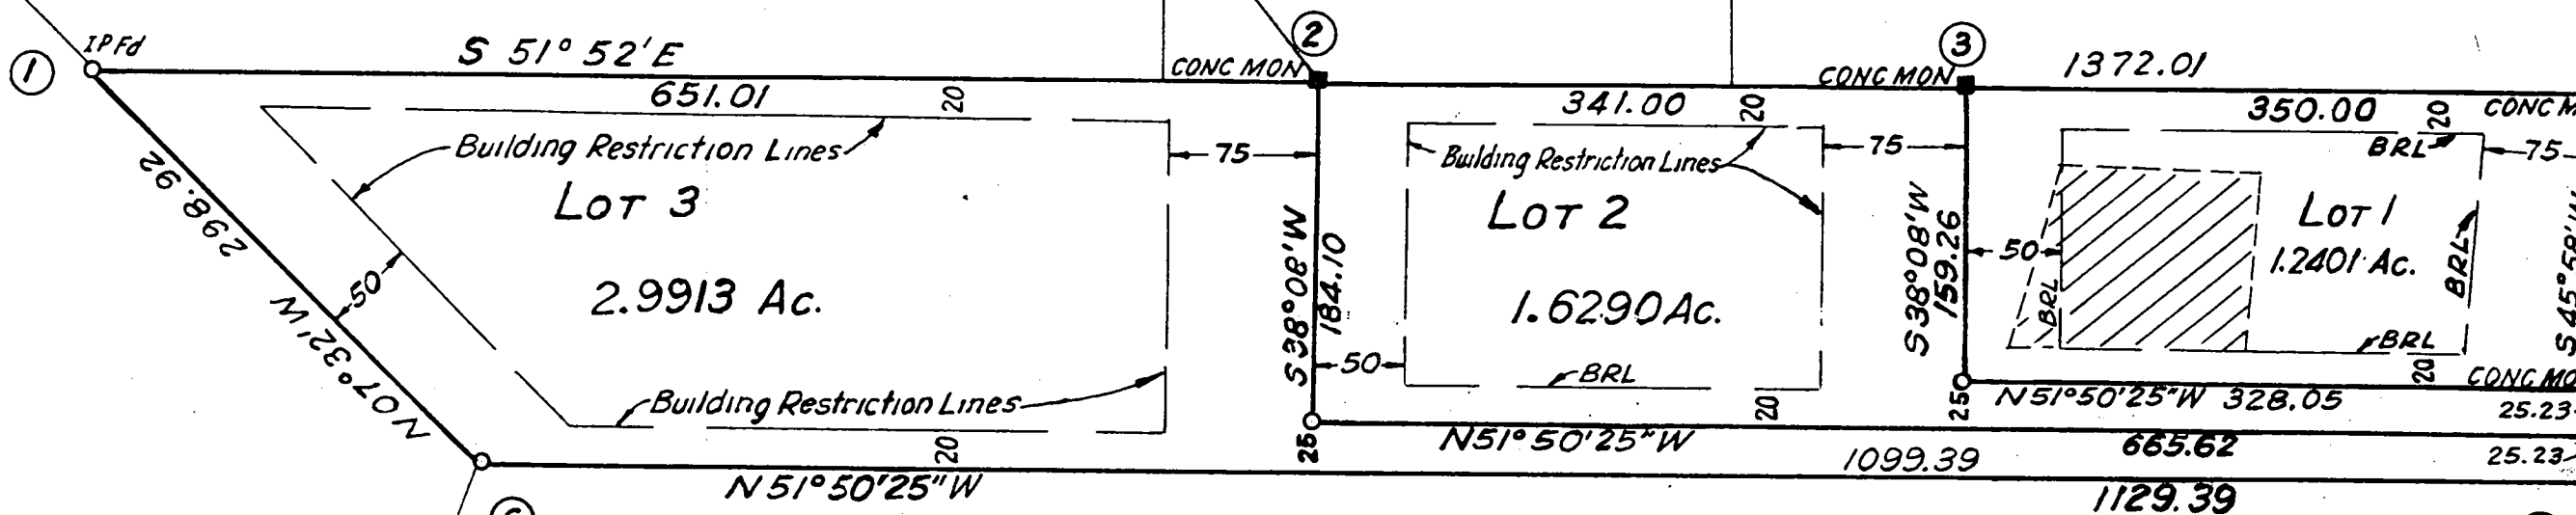 1
IP Fd
S 51° 52' E
651.01
20
Building Restriction Lines
LOT 3
2.9913 Ac.
298.92
N 07° 32' W
50
Building Restriction Lines
20
N 51° 50' 25" W
75
CONC MON
2
S 38° 08' W
184.10
25
341.00
20
Building Restriction Lines
LOT 2
1.6290 Ac.
50
BRL
20
N 51° 50' 25" W
75
CONC MON
3
S 38° 08' W
159.26
25
1372.01
350.00
20
CONC M
BRL
75
LOT 1
1.2401 Ac.
50
BRL
BRL
BRL
20
S 45° 58' W
CONC MO
N 51° 50' 25" W 328.05
25.23
665.62
1099.39
25.23
1129.39